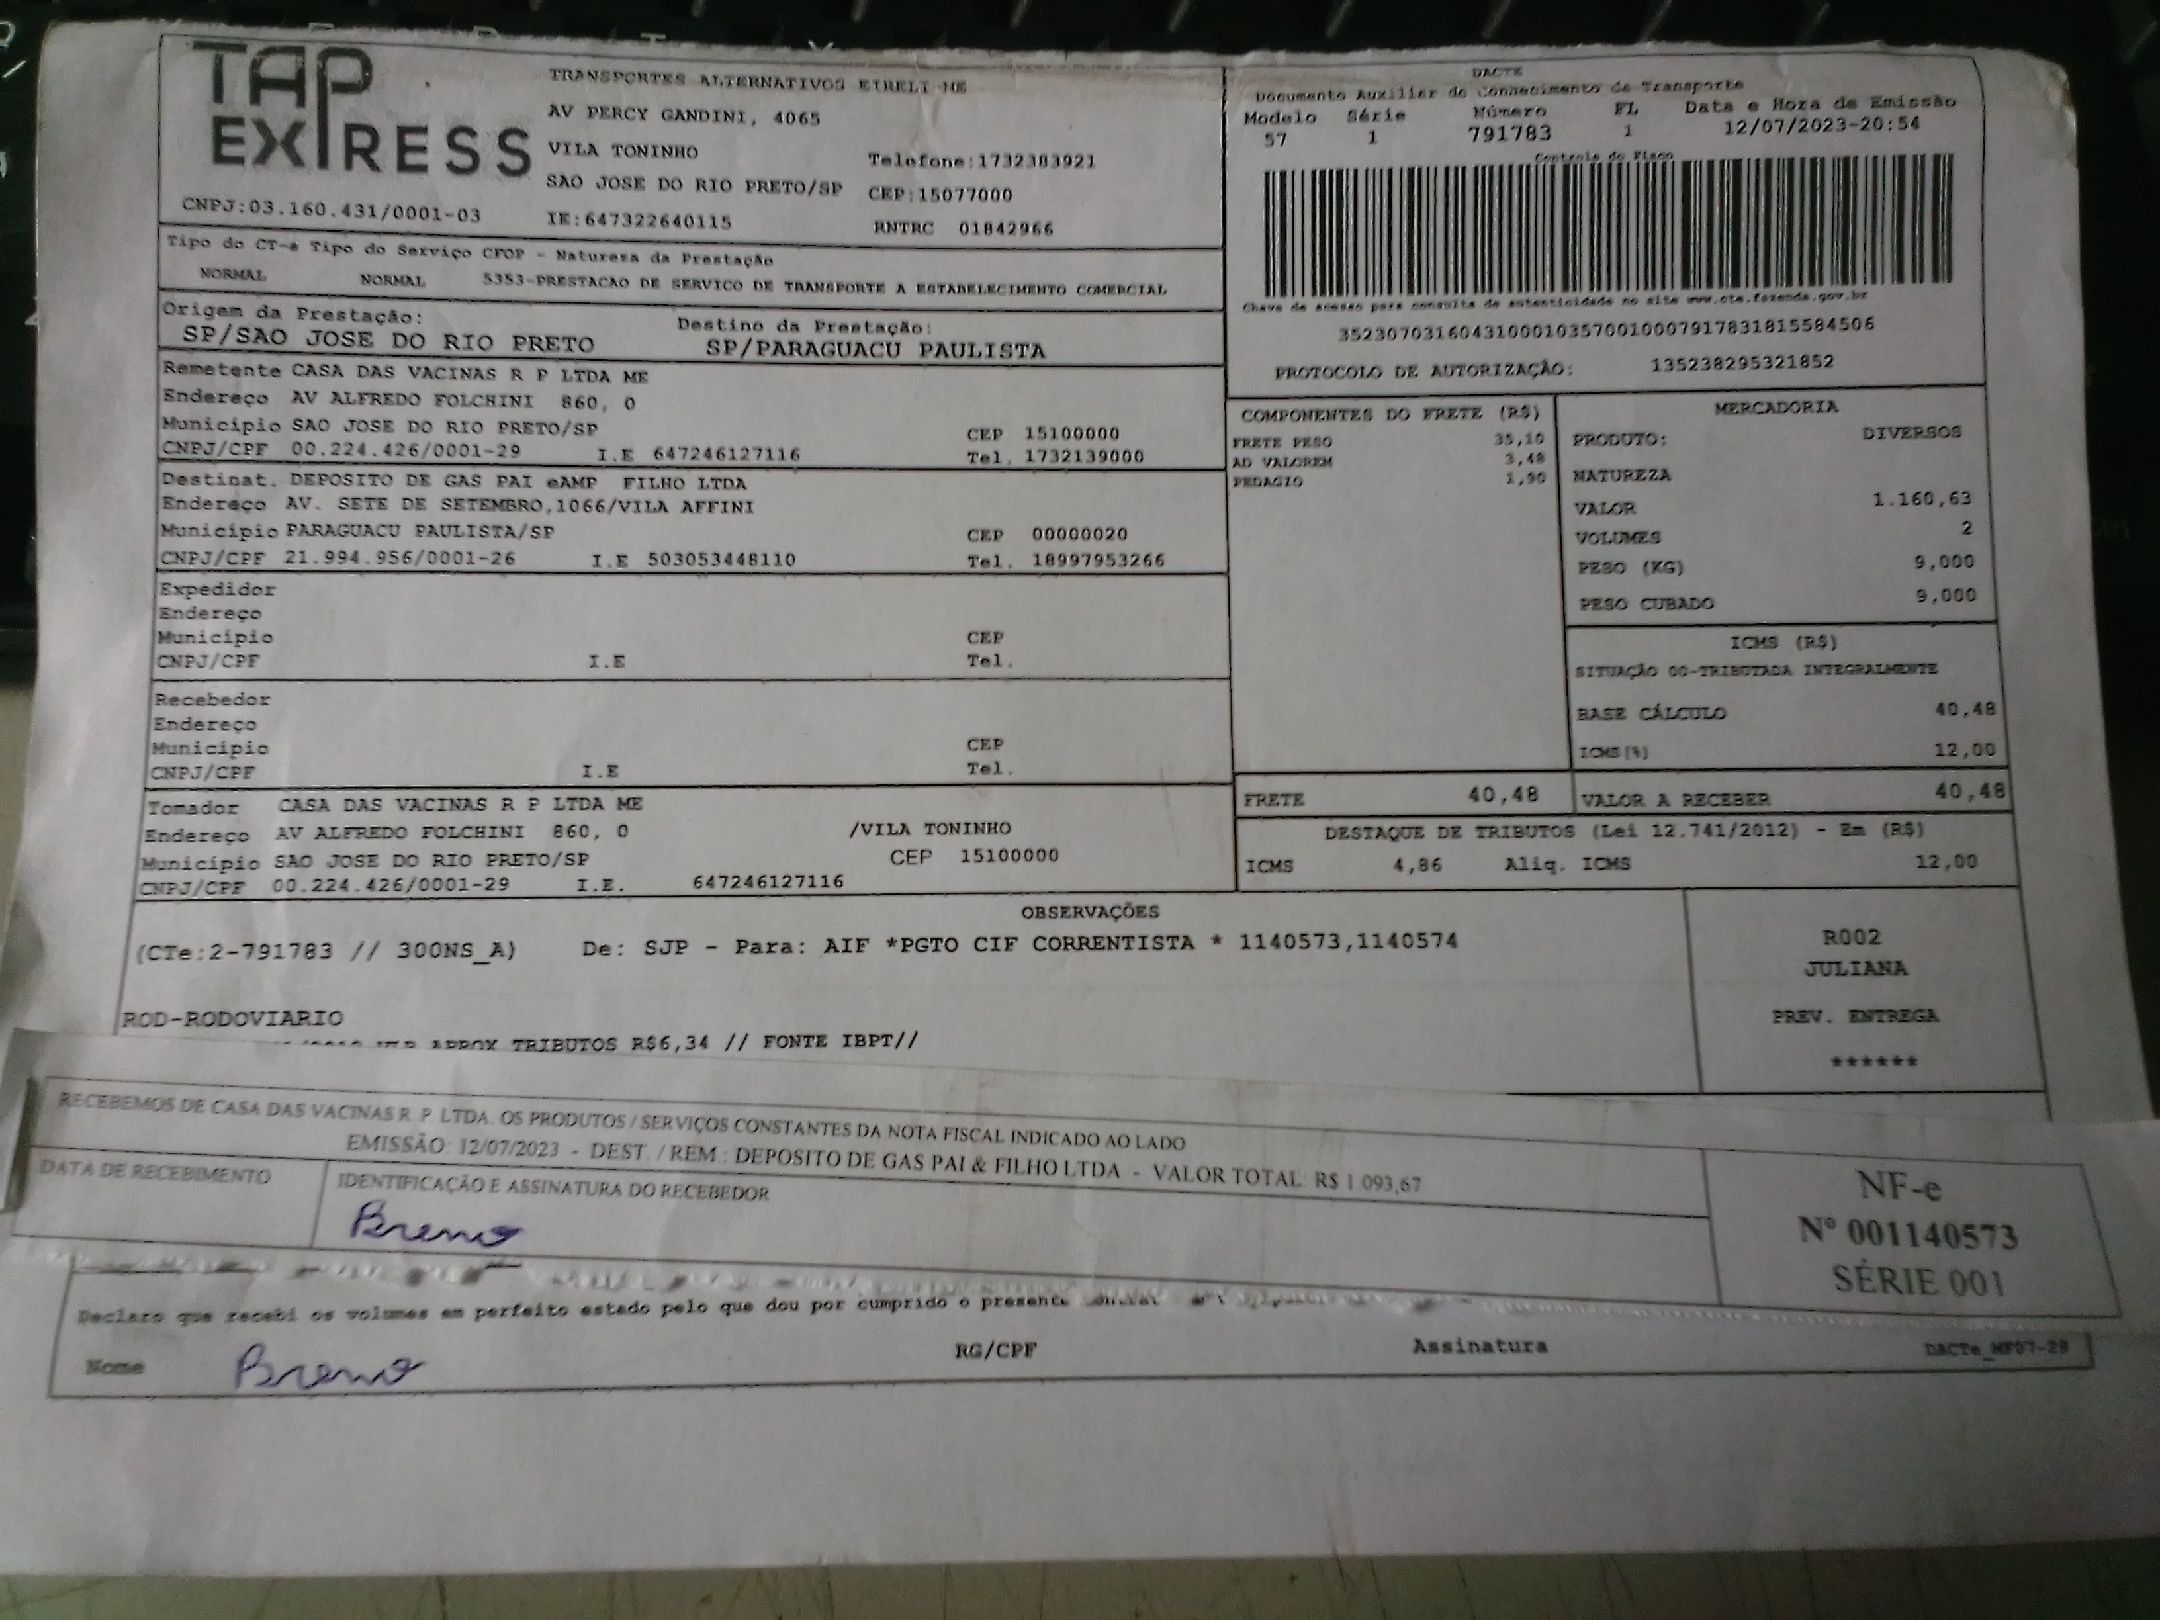 TAP
EXPRESS
TRANSPORTES ALTERNATIVOS EIRELI ME
AV PERCY GANDINI, 4065
VILA TONINHO
Telefone:1732383921
SAO JOSE DO RIO PRETO/SP CEP:15077000
CNPJ:03.160.431/0001-03 IE:647322640115 RNTRC 01842966
DACTE
Documento Auxiliar de Conhecimento de Transporte
Modelo Série Número FL Data e Hora de Emissão
57 1 791783 1 12/07/2023-20:54
Controle do Fisco
Chave de acesso para consulta de autenticidade no site www.cte.fazenda.gov.br
35230703160431000103570010007917831815584506
PROTOCOLO DE AUTORIZAÇÃO: 135238295321852
Tipo do CT-e Tipo do Serviço CFOP - Natureza da Prestação
NORMAL NORMAL 5353-PRESTACAO DE SERVICO DE TRANSPORTE A ESTABELECIMENTO COMERCIAL
Origem da Prestação: Destino da Prestação:
SP/SAO JOSE DO RIO PRETO SP/PARAGUACU PAULISTA
Remetente CASA DAS VACINAS R P LTDA ME
Endereço AV ALFREDO FOLCHINI 860, 0
Município SAO JOSE DO RIO PRETO/SP CEP 15100000
CNPJ/CPF 00.224.426/0001-29 I.E 647246127116 Tel. 1732139000
Destinat. DEPOSITO DE GAS PAI eAMP FILHO LTDA
Endereço AV. SETE DE SETEMBRO,1066/VILA AFFINI
Município PARAGUACU PAULISTA/SP CEP 00000020
CNPJ/CPF 21.994.956/0001-26 I.E 503053448110 Tel. 18997953266
Expedidor
Endereço
Município CEP
CNPJ/CPF I.E Tel.
Recebedor
Endereço
Município CEP
CNPJ/CPF I.E Tel.
Tomador CASA DAS VACINAS R P LTDA ME
Endereço AV ALFREDO FOLCHINI 860, 0 /VILA TONINHO
Município SAO JOSE DO RIO PRETO/SP CEP 15100000
CNPJ/CPF 00.224.426/0001-29 I.E. 647246127116
COMPONENTES DO FRETE (R$)
FRETE PESO 35,10
AD VALOREM 3,48
PEDAGIO 1,90
MERCADORIA
PRODUTO: DIVERSOS
NATUREZA
VALOR 1.160,63
VOLUMES 2
PESO (KG) 9,000
PESO CUBADO 9,000
ICMS (R$)
SITUAÇÃO 00-TRIBUTADA INTEGRALMENTE
BASE CÁLCULO 40,48
ICMS(%) 12,00
FRETE 40,48 VALOR A RECEBER 40,48
DESTAQUE DE TRIBUTOS (Lei 12.741/2012) - Em (R$)
ICMS 4,86 Aliq. ICMS 12,00
OBSERVAÇÕES
(CTe:2-791783 // 300NS_A) De: SJP - Para: AIF *PGTO CIF CORRENTISTA * 1140573,1140574
ROD-RODOVIARIO
APROX TRIBUTOS R$6,34 // FONTE IBPT//
R002
JULIANA
PREV. ENTREGA
******
RECEBEMOS DE CASA DAS VACINAS R. P. LTDA. OS PRODUTOS / SERVIÇOS CONSTANTES DA NOTA FISCAL INDICADO AO LADO
EMISSÃO: 12/07/2023 - DEST. / REM.: DEPOSITO DE GAS PAI & FILHO LTDA - VALOR TOTAL: R$ 1.093,67
DATA DE RECEBIMENTO IDENTIFICAÇÃO E ASSINATURA DO RECEBEDOR
Breno
NF-e
Nº 001140573
SÉRIE 001
Declaro que recebi os volumes em perfeito estado pelo que dou por cumprido o presente
Nome Breno RG/CPF Assinatura DACTe_MF07-29